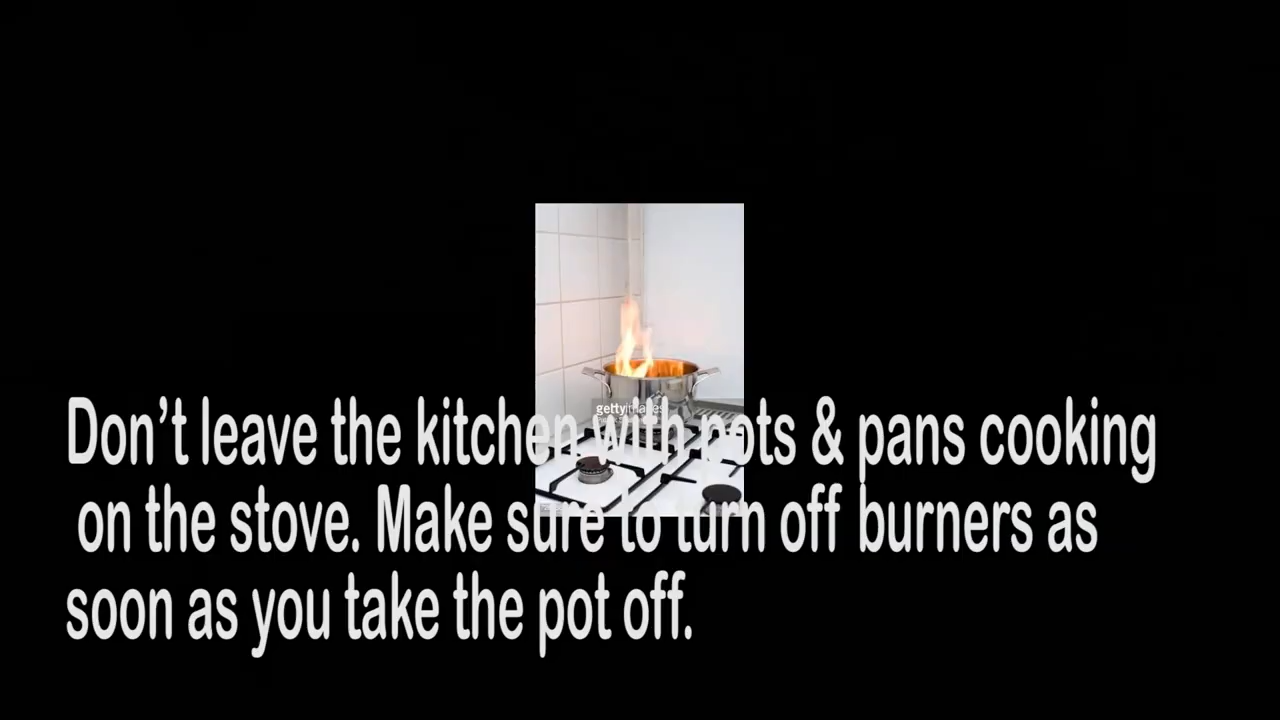 gettyimages
Don’t leave the kitchen with pots & pans cooking
on the stove. Make sure to turn off burners as
soon as you take the pot off.